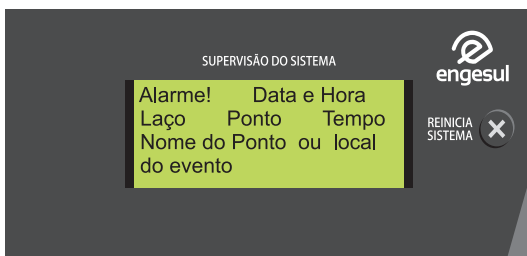 SUPERVISÃO DO SISTEMA
engesul
Alarme! Data e Hora
Laço Ponto Tempo
Nome do Ponto ou local
do evento
REINICIA
SISTEMA